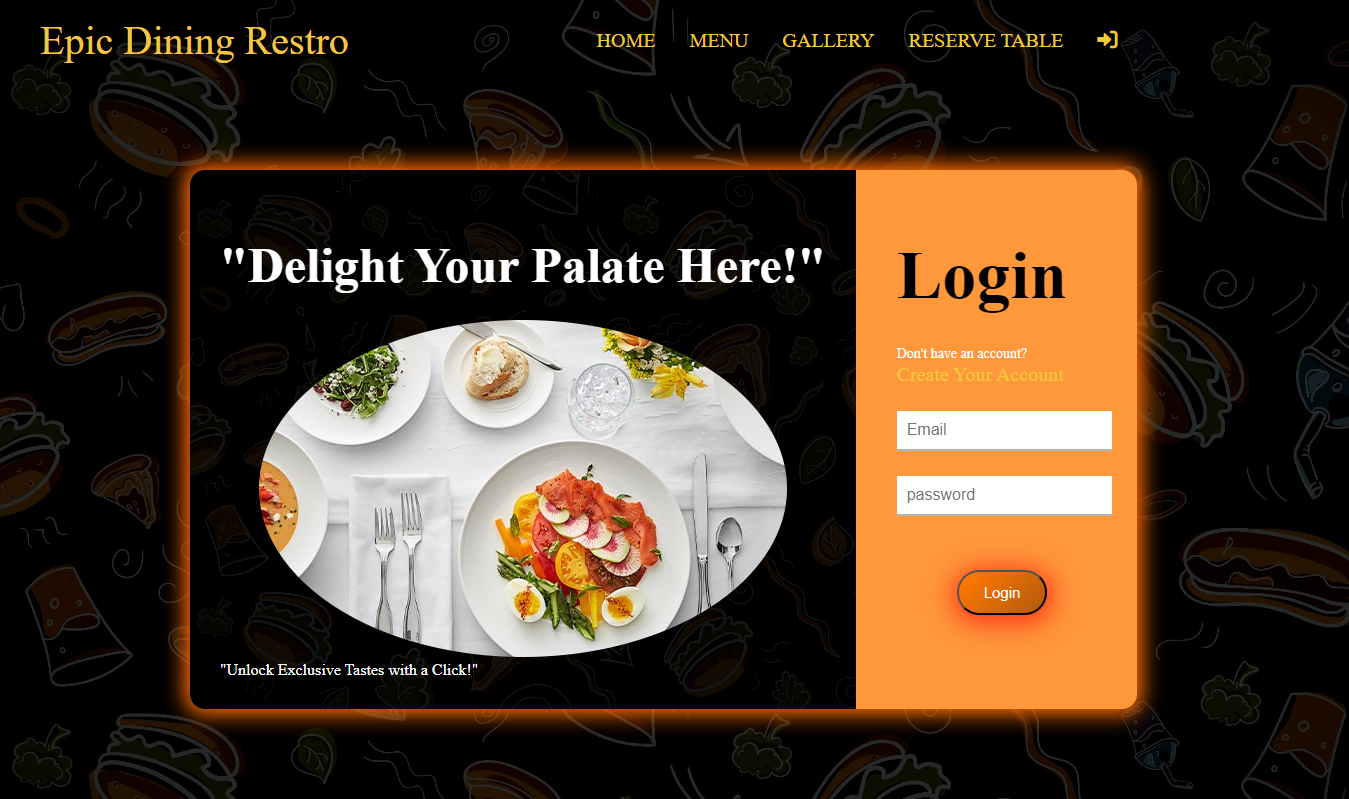 Epic Dining Restro
HOME MENU GALLERY RESERVE TABLE
"Delight Your Palate Here!"
"Unlock Exclusive Tastes with a Click!"
Login
Don't have an account?
Create Your Account
Email
password
Login